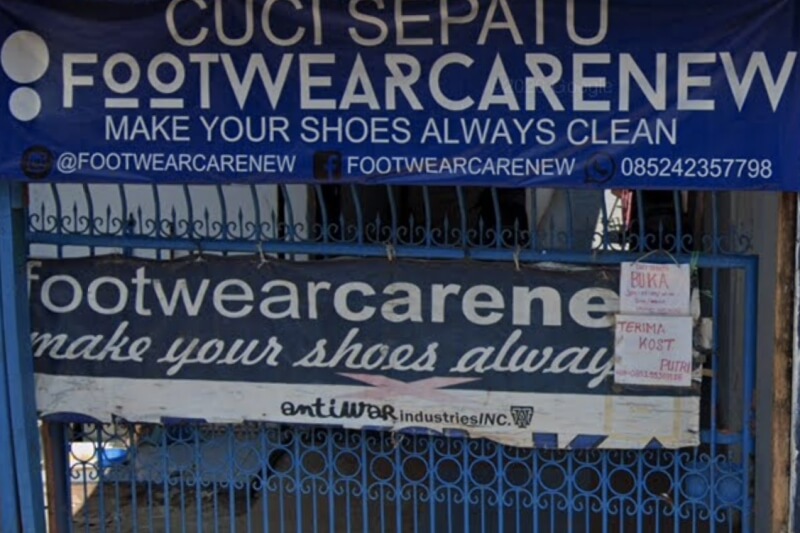 CUCI SEPATU
FOOTWEARCARENEW
MAKE YOUR SHOES ALWAYS CLEAN
@FOOTWEARCARENEW FOOTWEARCARENEW 085242357798
footwearcarene
make your shoes alway
antiwar industriesINC.
BUKA
TERIMA
KOST
PUTRI